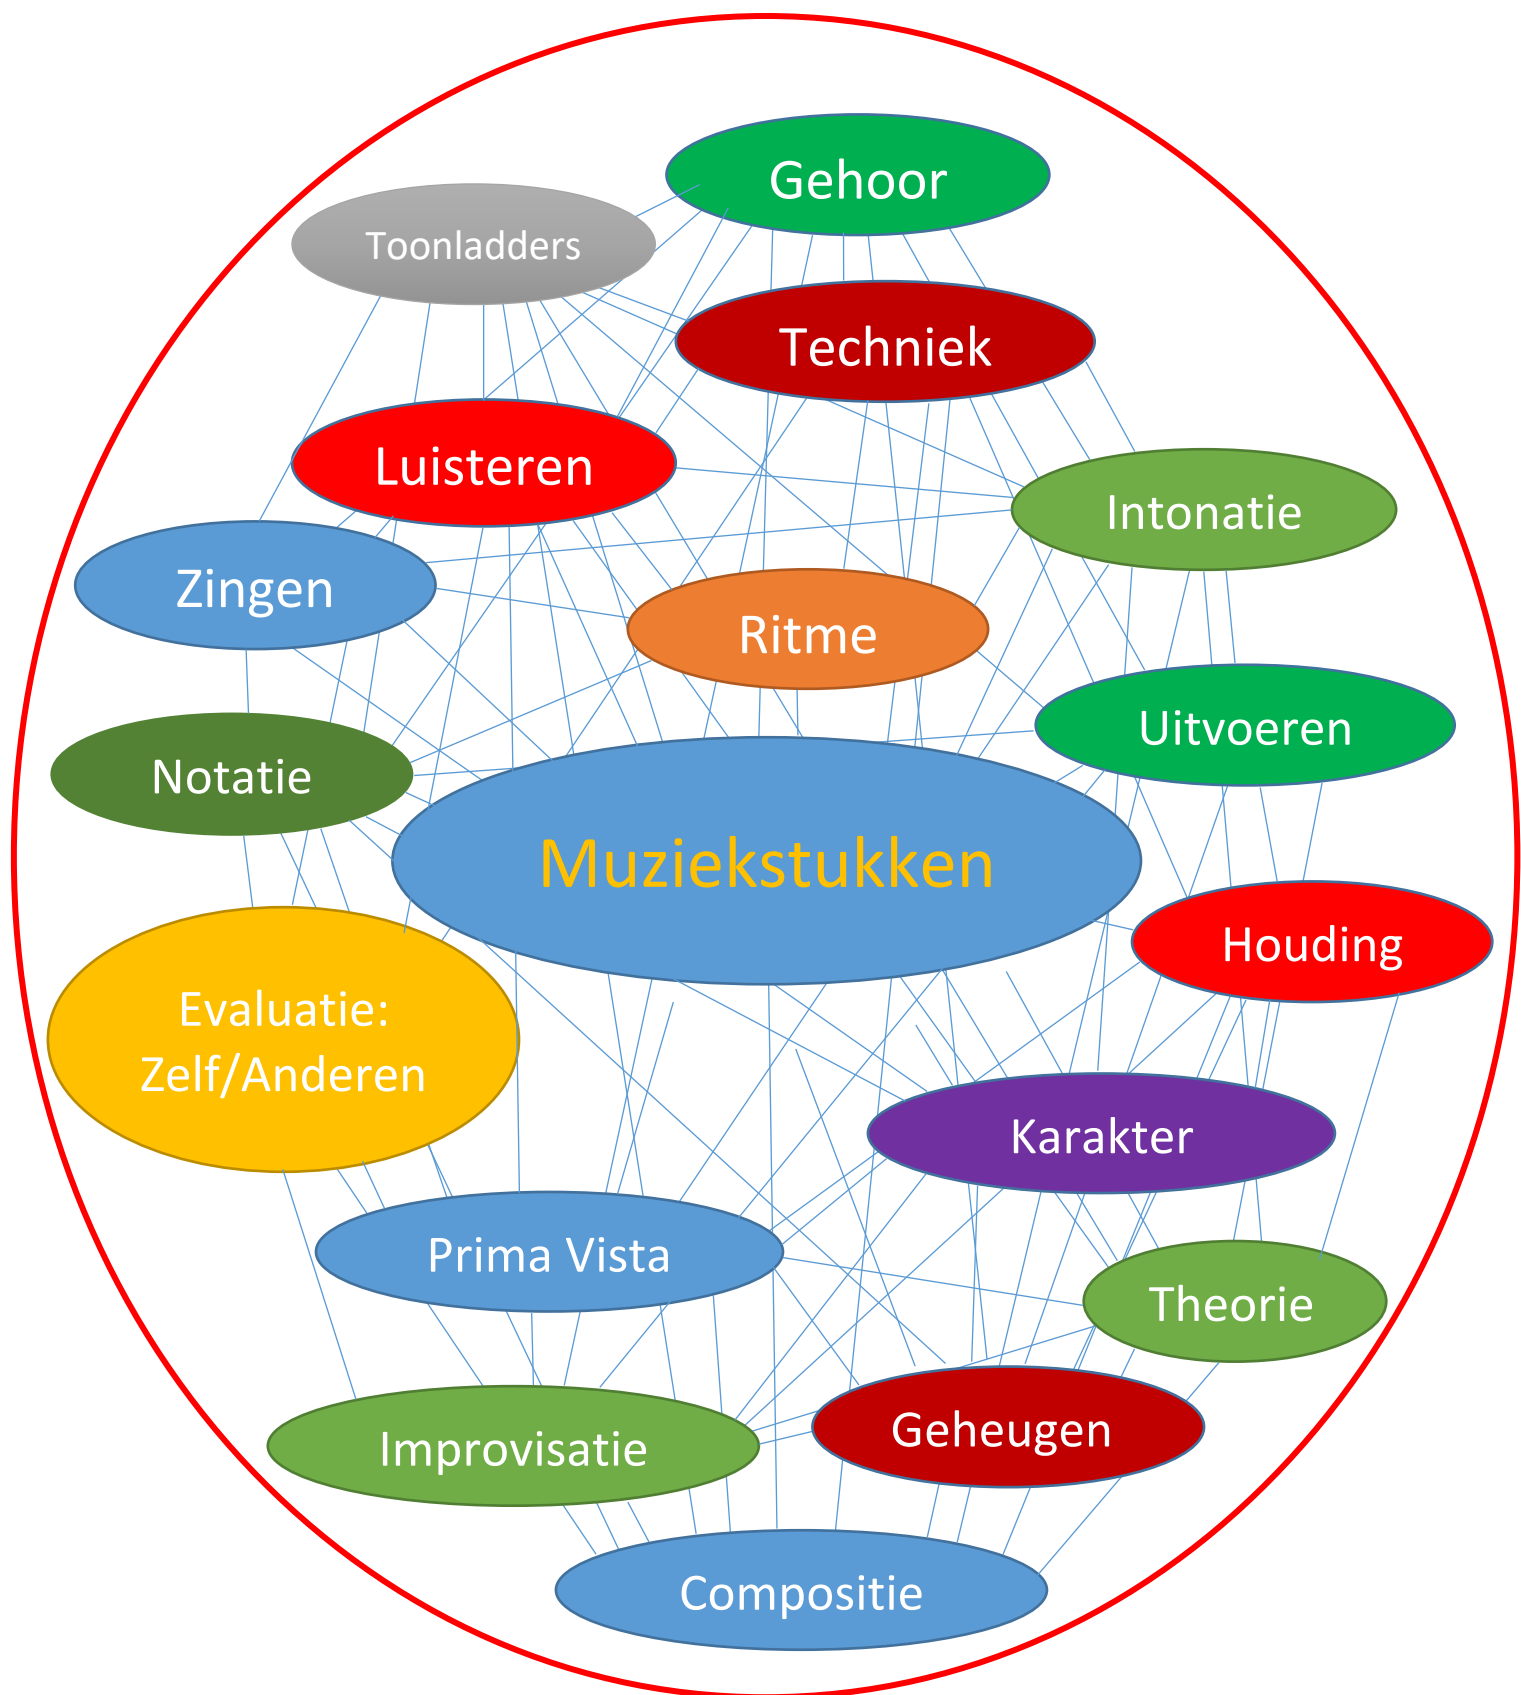 Gehoor
Toonladders
Techniek
Luisteren
Intonatie
Zingen
Ritme
Uitvoeren
Notatie
Muziekstukken
Houding
Evaluatie:
Zelf/Anderen
Karakter
Prima Vista
Theorie
Geheugen
Improvisatie
Compositie